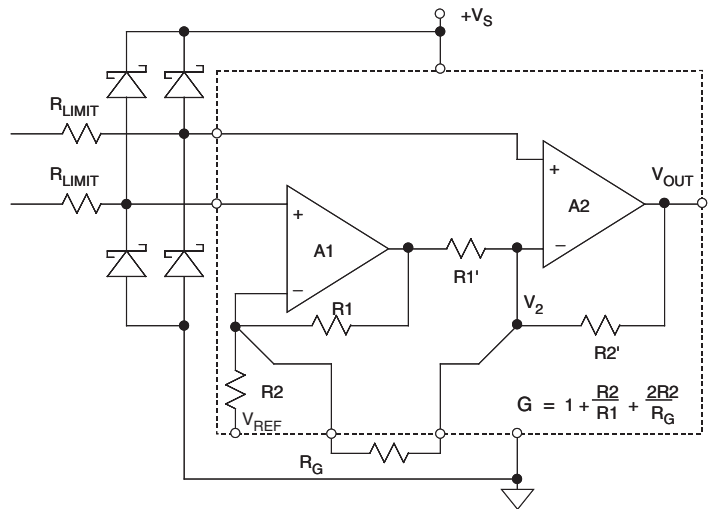 +VS
RLIMIT
RLIMIT
+
A2
−
VOUT
+
A1
−
R1'
R1
V2
R2'
R2
VREF
G = 1 + R2/R1 + 2R2/RG
RG